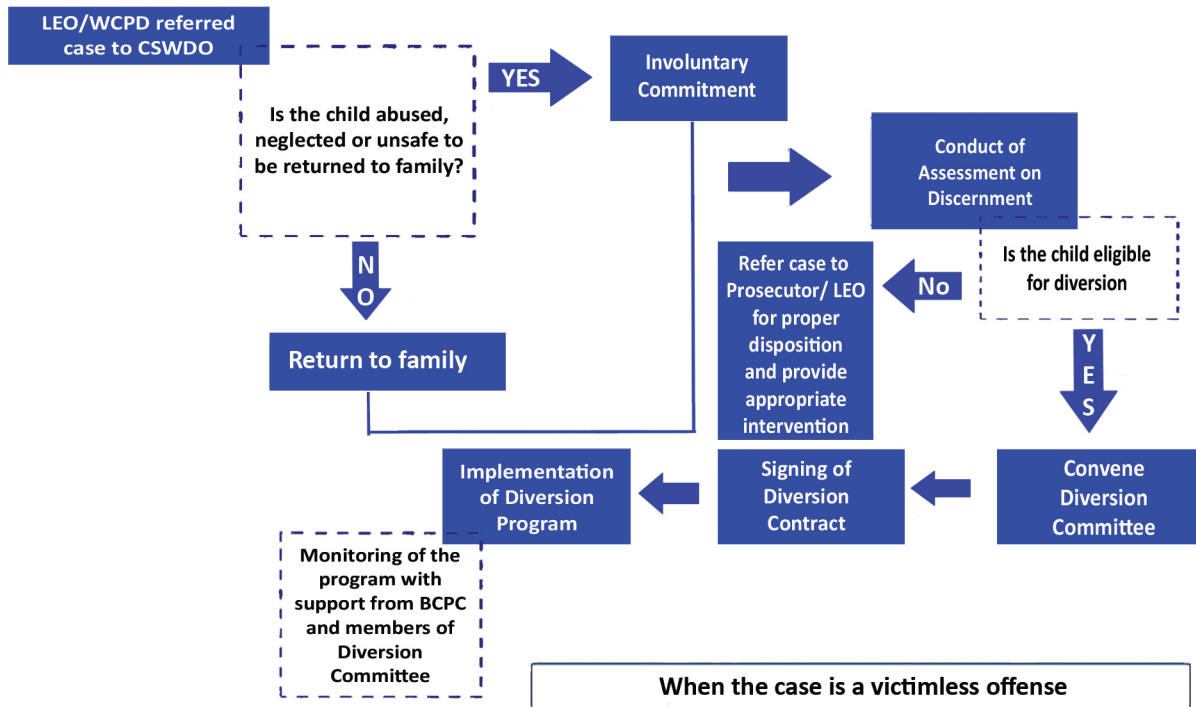 LEO/WCPD referred
case to CSWDO
Is the child abused,
neglected or unsafe to
be returned to family?
YES
Involuntary
Commitment
Conduct of
Assessment on
Discernment
Is the child eligible
for diversion
No
Refer case to
Prosecutor/ LEO
for proper
disposition
and provide
appropriate
intervention
N
O
Return to family
Y
E
S
Convene
Diversion
Committee
Signing of
Diversion
Contract
Implementation
of Diversion
Program
Monitoring of the
program with
support from BCPC
and members of
Diversion
Committee
When the case is a victimless offense